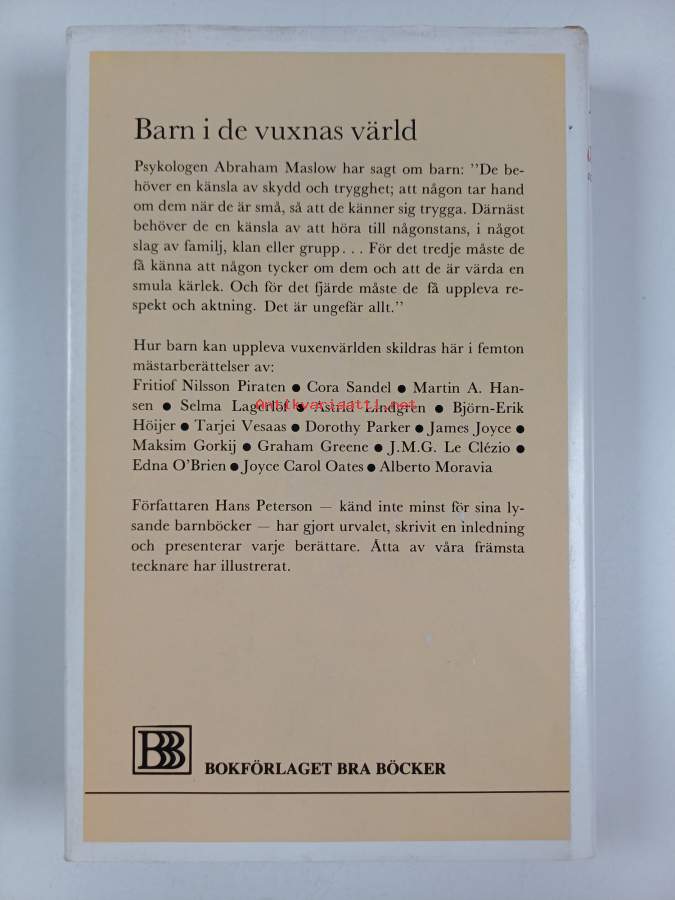 Barn i de vuxnas värld
Psykologen Abraham Maslow har sagt om barn: ”De be-
höver en känsla av skydd och trygghet; att någon tar hand
om dem när de är små, så att de känner sig trygga. Därnäst
behöver de en känsla av att höra till någonstans, i något
slag av familj, klan eller grupp... För det tredje måste de
få känna att någon tycker om dem och att de är värda en
smula kärlek. Och för det fjärde måste de få uppleva re-
spekt och aktning. Det är ungefär allt.”
Hur barn kan uppleva vuxenvärlden skildras här i femton
mästarberättelser av:
Fritiof Nilsson Piraten ● Cora Sandel ● Martin A. Han-
sen ● Selma Lagerlöf ● Astrid Lindgren ● Björn-Erik
Antikvariaatti.net
Höijer ● Tarjei Vesaas ● Dorothy Parker ● James Joyce ●
Maksim Gorkij ● Graham Greene ● J.M.G. Le Clézio ●
Edna O’Brien ● Joyce Carol Oates ● Alberto Moravia
Författaren Hans Peterson — känd inte minst för sina ly-
sande barnböcker — har gjort urvalet, skrivit en inledning
och presenterar varje berättare. Åtta av våra främsta
tecknare har illustrerat.
BBB BOKFÖRLAGET BRA BÖCKER